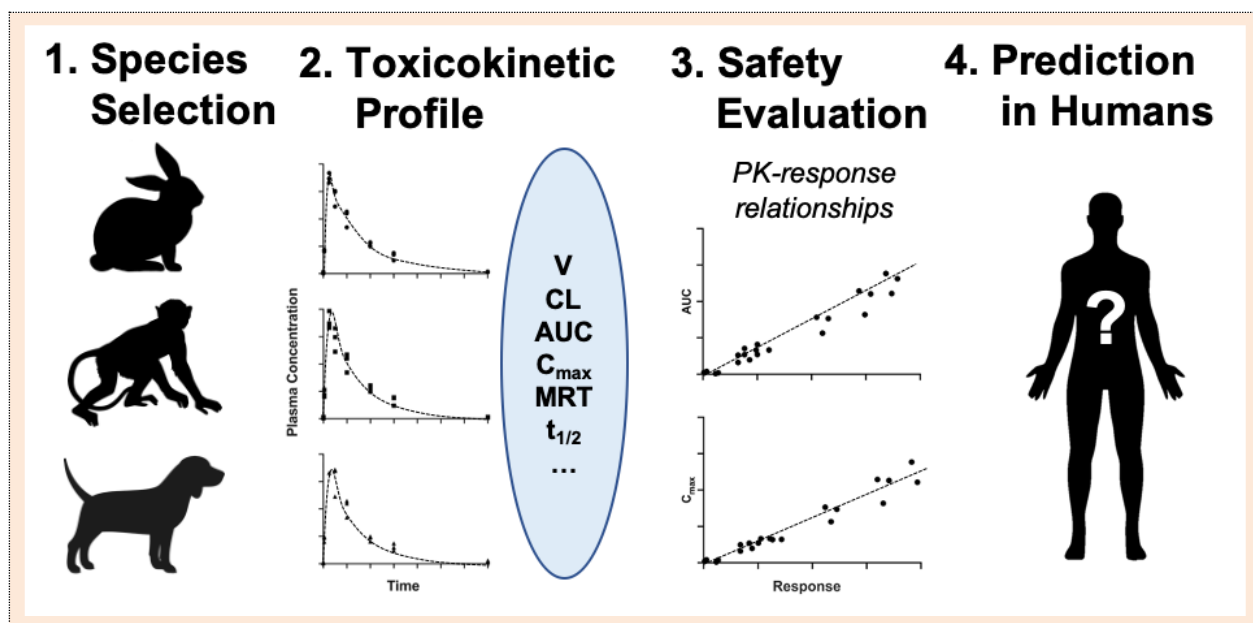 1. Species
Selection
2. Toxicokinetic
Profile
3. Safety
Evaluation
4. Prediction
in Humans
Plasma Concentration
Time
V
CL
AUC
Cmax
MRT
t1/2
...
PK-response
relationships
AUC
Cmax
Response
?